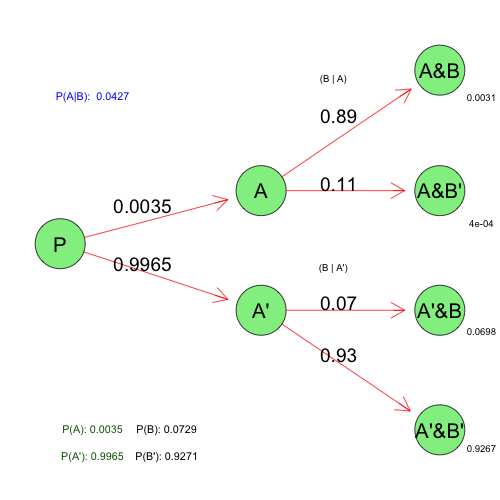 (B | A)
A&B
P(A|B): 0.0427
0.0031
0.89
0.0035
A
0.11
A&B'
4e-04
P
0.9965
(B | A')
A'
0.07
A'&B
0.0698
0.93
P(A): 0.0035 P(B): 0.0729
A'&B'
0.9267
P(A'): 0.9965 P(B'): 0.9271